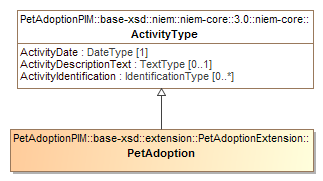 PetAdoptionPIM::base-xsd::niem::niem-core::3.0::niem-core::
ActivityType
ActivityDate : DateType [1]
ActivityDescriptionText : TextType [0..1]
ActivityIdentification : IdentificationType [0..*]
PetAdoptionPIM::base-xsd::extension::PetAdoptionExtension::
PetAdoption